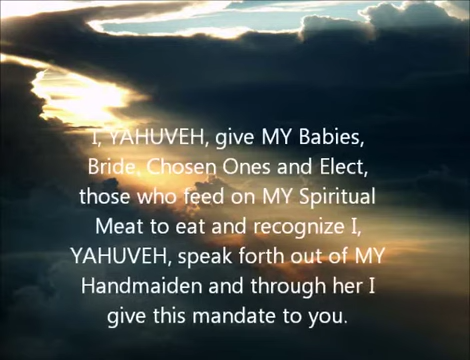 I, YAHUVEH, give MY Babies,
Bride, Chosen Ones and Elect,
those who feed on MY Spiritual
Meat to eat and recognize I,
YAHUVEH, speak forth out of MY
Handmaiden and through her I
give this mandate to you.